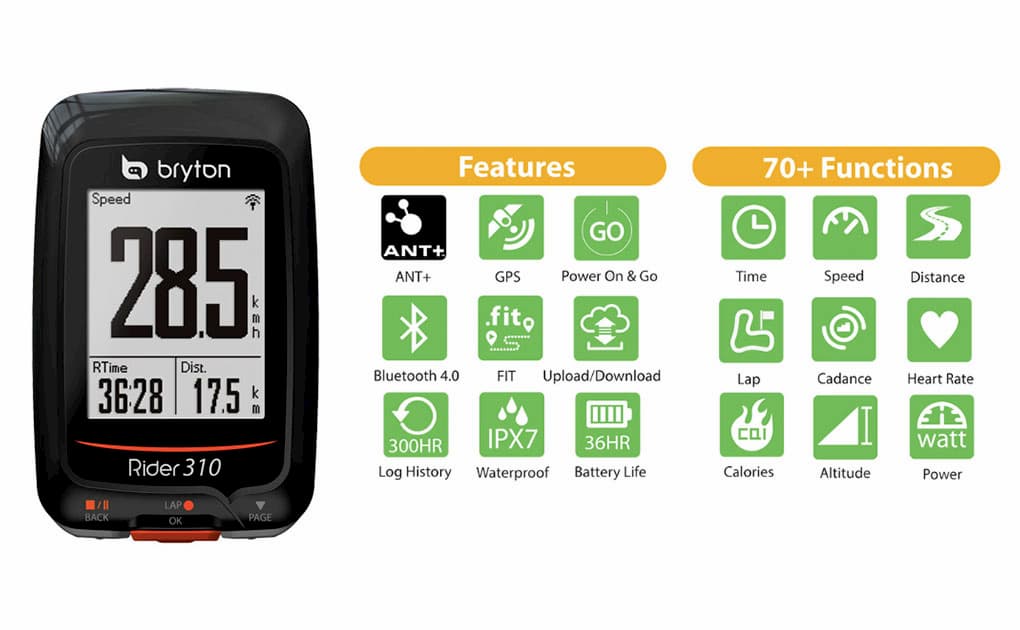 bryton
Speed
28.5
km
h
RTime
36:28
Dist.
17.5
km
Rider 310
/
BACK
LAP
OK
PAGE
Features
ANT+
ANT+
GPS
GO
Power On & Go
Bluetooth 4.0
.fit
FIT
Upload/Download
300HR
Log History
IPX7
Waterproof
36HR
Battery Life
70+ Functions
Time
Speed
Distance
Lap
Cadance
Heart Rate
CAL
Calories
Altitude
watt
Power